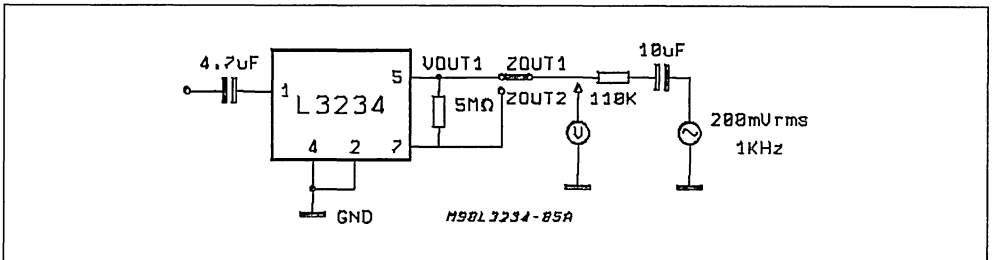 10uF
4.7uF
VOUT1
ZOUT1
1
5
L3234
5MΩ
ZOUT2
110K
V
200mVrms
1KHz
4
2
7
GND
M90L3234-05A